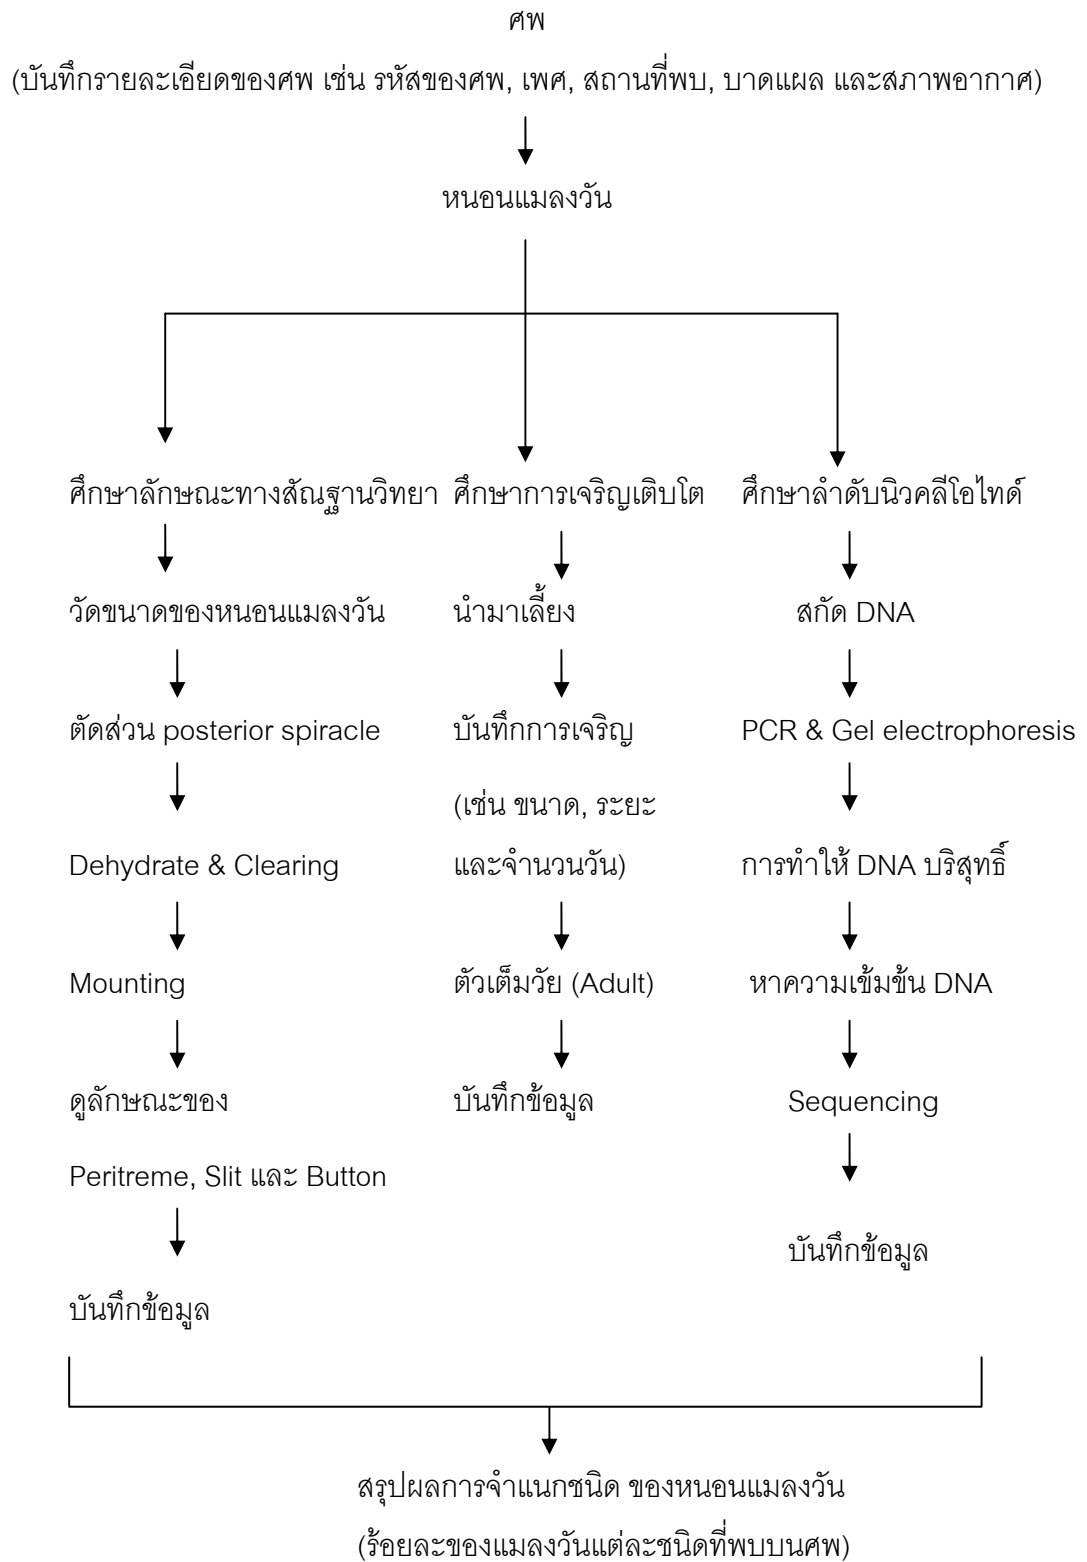 ศพ
(บันทึกรายละเอียดของศพ เช่น รหัสของศพ, เพศ, สถานที่พบ, บาดแผล และสภาพอากาศ)
หนอนแมลงวัน
ศึกษาลักษณะทางสัณฐานวิทยา
วัดขนาดของหนอนแมลงวัน
ตัดส่วน posterior spiracle
Dehydrate & Clearing
Mounting
ดูลักษณะของ
Peritreme, Slit และ Button
บันทึกข้อมูล
ศึกษาการเจริญเติบโต
นำมาเลี้ยง
บันทึกการเจริญ
(เช่น ขนาด, ระยะ
และจำนวนวัน)
ตัวเต็มวัย (Adult)
บันทึกข้อมูล
ศึกษาลำดับนิวคลีโอไทด์
สกัด DNA
PCR & Gel electrophoresis
การทำให้ DNA บริสุทธิ์
หาความเข้มข้น DNA
Sequencing
บันทึกข้อมูล
สรุปผลการจำแนกชนิด ของหนอนแมลงวัน
(ร้อยละของแมลงวันแต่ละชนิดที่พบบนศพ)